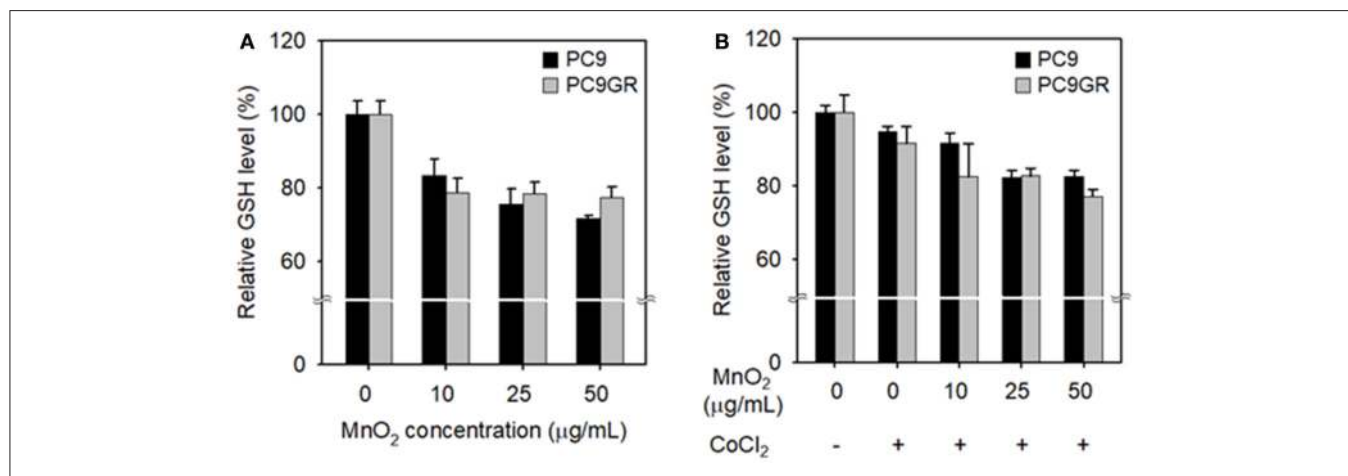 A
120
100
80
60
0
Relative GSH level (%)
PC9
PC9GR
0 10 25 50
MnO₂ concentration (μg/mL)
B
120
100
80
60
0
Relative GSH level (%)
PC9
PC9GR
MnO₂ (μg/mL) 0 0 10 25 50
CoCl₂ - + + + +